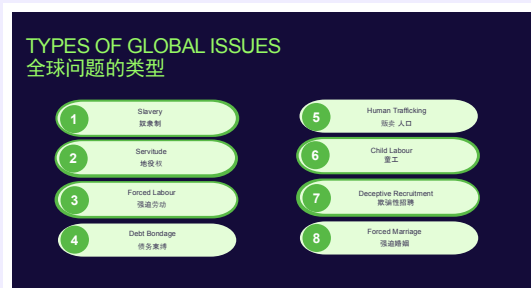 TYPES OF GLOBAL ISSUES
全球问题的类型
1
Slavery
奴隶制
2
Servitude
地役权
3
Forced Labour
强迫劳动
4
Debt Bondage
债务束缚
5
Human Trafficking
贩卖 人口
6
Child Labour
童工
7
Deceptive Recruitment
欺骗性招聘
8
Forced Marriage
强迫婚姻